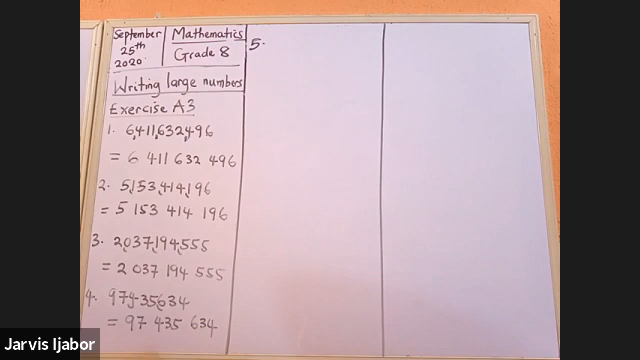 September
25th
2020
Mathematics
Grade 8
Writing large numbers
Exercise A3
1. 6,411,632,496
= 6 411 632 496
2. 5,153,414,196
= 5 153 414 196
3. 2,037,194,555
= 2 037 194 555
4. 97,435,634
= 97 435 634
5.
Jarvis Ijabor